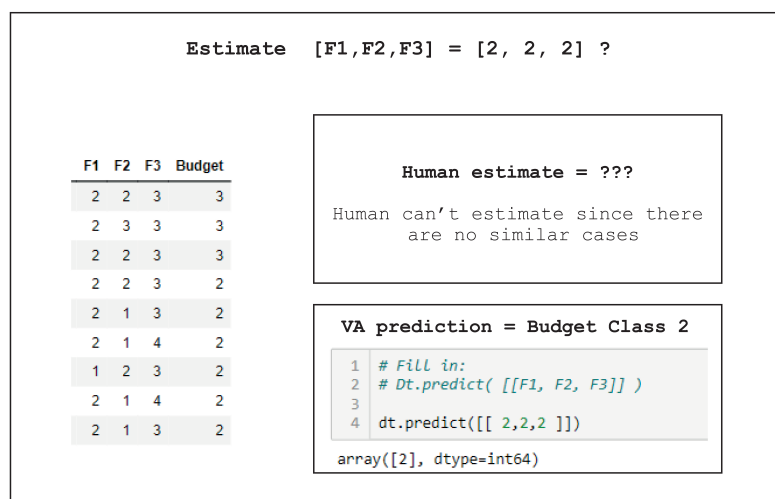 Estimate [F1,F2,F3] = [2, 2, 2] ?
F1 F2 F3 Budget
2 2 3 3
2 3 3 3
2 2 3 3
2 2 3 2
2 1 3 2
2 1 4 2
1 2 3 2
2 1 4 2
2 1 3 2
Human estimate = ???
Human can't estimate since there
are no similar cases
VA prediction = Budget Class 2
1 # Fill in:
2 # Dt.predict( [[F1, F2, F3]] )
3
4 dt.predict([[ 2,2,2 ]])
array([2], dtype=int64)